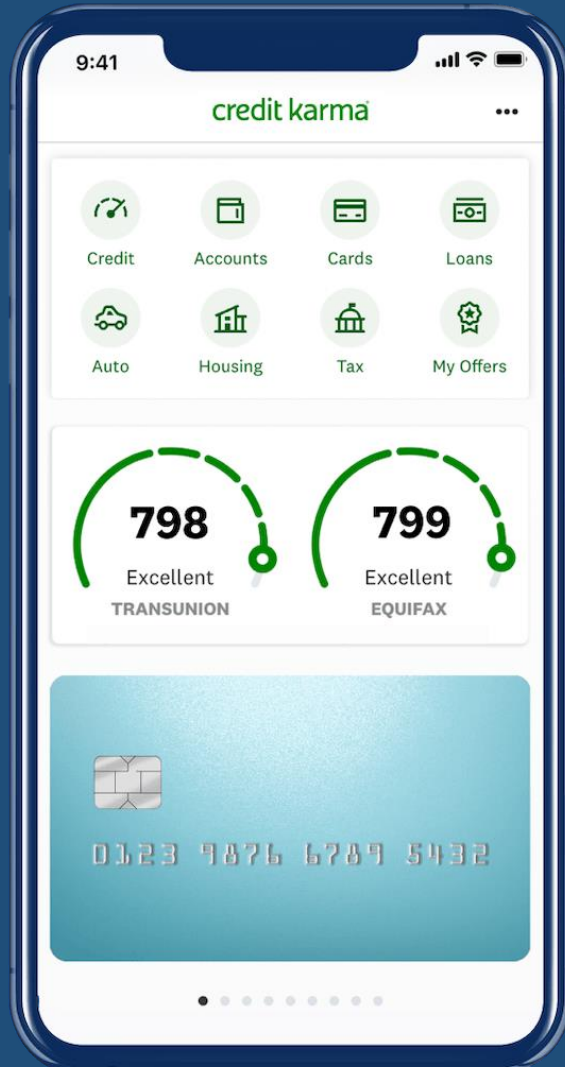 9:41
credit karma
Credit Accounts Cards Loans
Auto Housing Tax My Offers
798 799
Excellent Excellent
TRANSUNION EQUIFAX
0123 9876 6789 5432